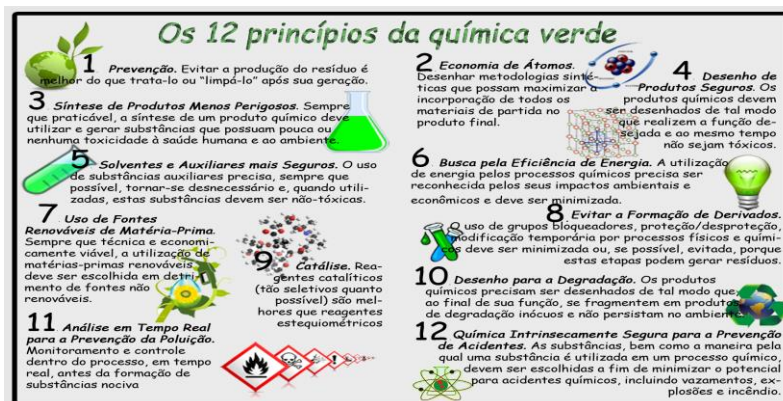 Os 12 princípios da química verde
1 Prevenção. Evitar a produção do resíduo é
melhor do que trata-lo ou “limpá-lo” após sua geração.
2 Economia de Átomos.
Desenhar metodologias sinté-
ticas que possam maximizar a
incorporação de todos os
materiais de partida no
produto final.
3 Síntese de Produtos Menos Perigosos. Sempre
que praticável, a síntese de um produto químico deve
utilizar e gerar substâncias que possuam pouca ou
nenhuma toxicidade à saúde humana e ao ambiente.
4 Desenho de
Produtos Seguros. Os
produtos químicos devem
ser desenhados de tal modo
que realizem a função de-
sejada e ao mesmo tempo
não sejam tóxicos.
5 Solventes e Auxiliares mais Seguros. O uso
de substâncias auxiliares precisa, sempre que
possível, tornar-se desnecessário e, quando utili-
zadas, estas substâncias devem ser não-tóxicas.
6 Busca pela Eficiência de Energia. A utilização
de energia pelos processos químicos precisa ser
reconhecida pelos seus impactos ambientais e
econômicos e deve ser minimizada.
7 Uso de Fontes
Renováveis de Matéria-Prima.
Sempre que técnica e economi-
camente viável, a utilização de
matérias-primas renováveis
deve ser escolhida em detri-
mento de fontes não
renováveis.
8 Evitar a Formação de Derivados.
O uso de grupos bloqueadores, proteção/desproteção,
modificação temporária por processos físicos e quími-
cos deve ser minimizada ou, se possível, evitada, porque
estas etapas podem gerar resíduos.
9 Catálise. Rea-
gentes catalíticos
(tão seletivos quanto
possível) são mel-
hores que reagentes
estequiométricos
10 Desenho para a Degradação. Os produtos
químicos precisam ser desenhados de tal modo que,
ao final de sua função, se fragmentem em produtos
de degradação inócuos e não persistam no ambiente
11 Análise em Tempo Real
para a Prevenção da Poluição.
Monitoramento e controle
dentro do processo, em tempo
real, antes da formação de
substâncias nociva
12 Química Intrinsecamente Segura para a Prevenção
de Acidentes. As substâncias, bem como a maneira pela
qual uma substância é utilizada em um processo químico,
devem ser escolhidas a fim de minimizar o potencial
para acidentes químicos, incluindo vazamentos, ex-
plosões e incêndio.